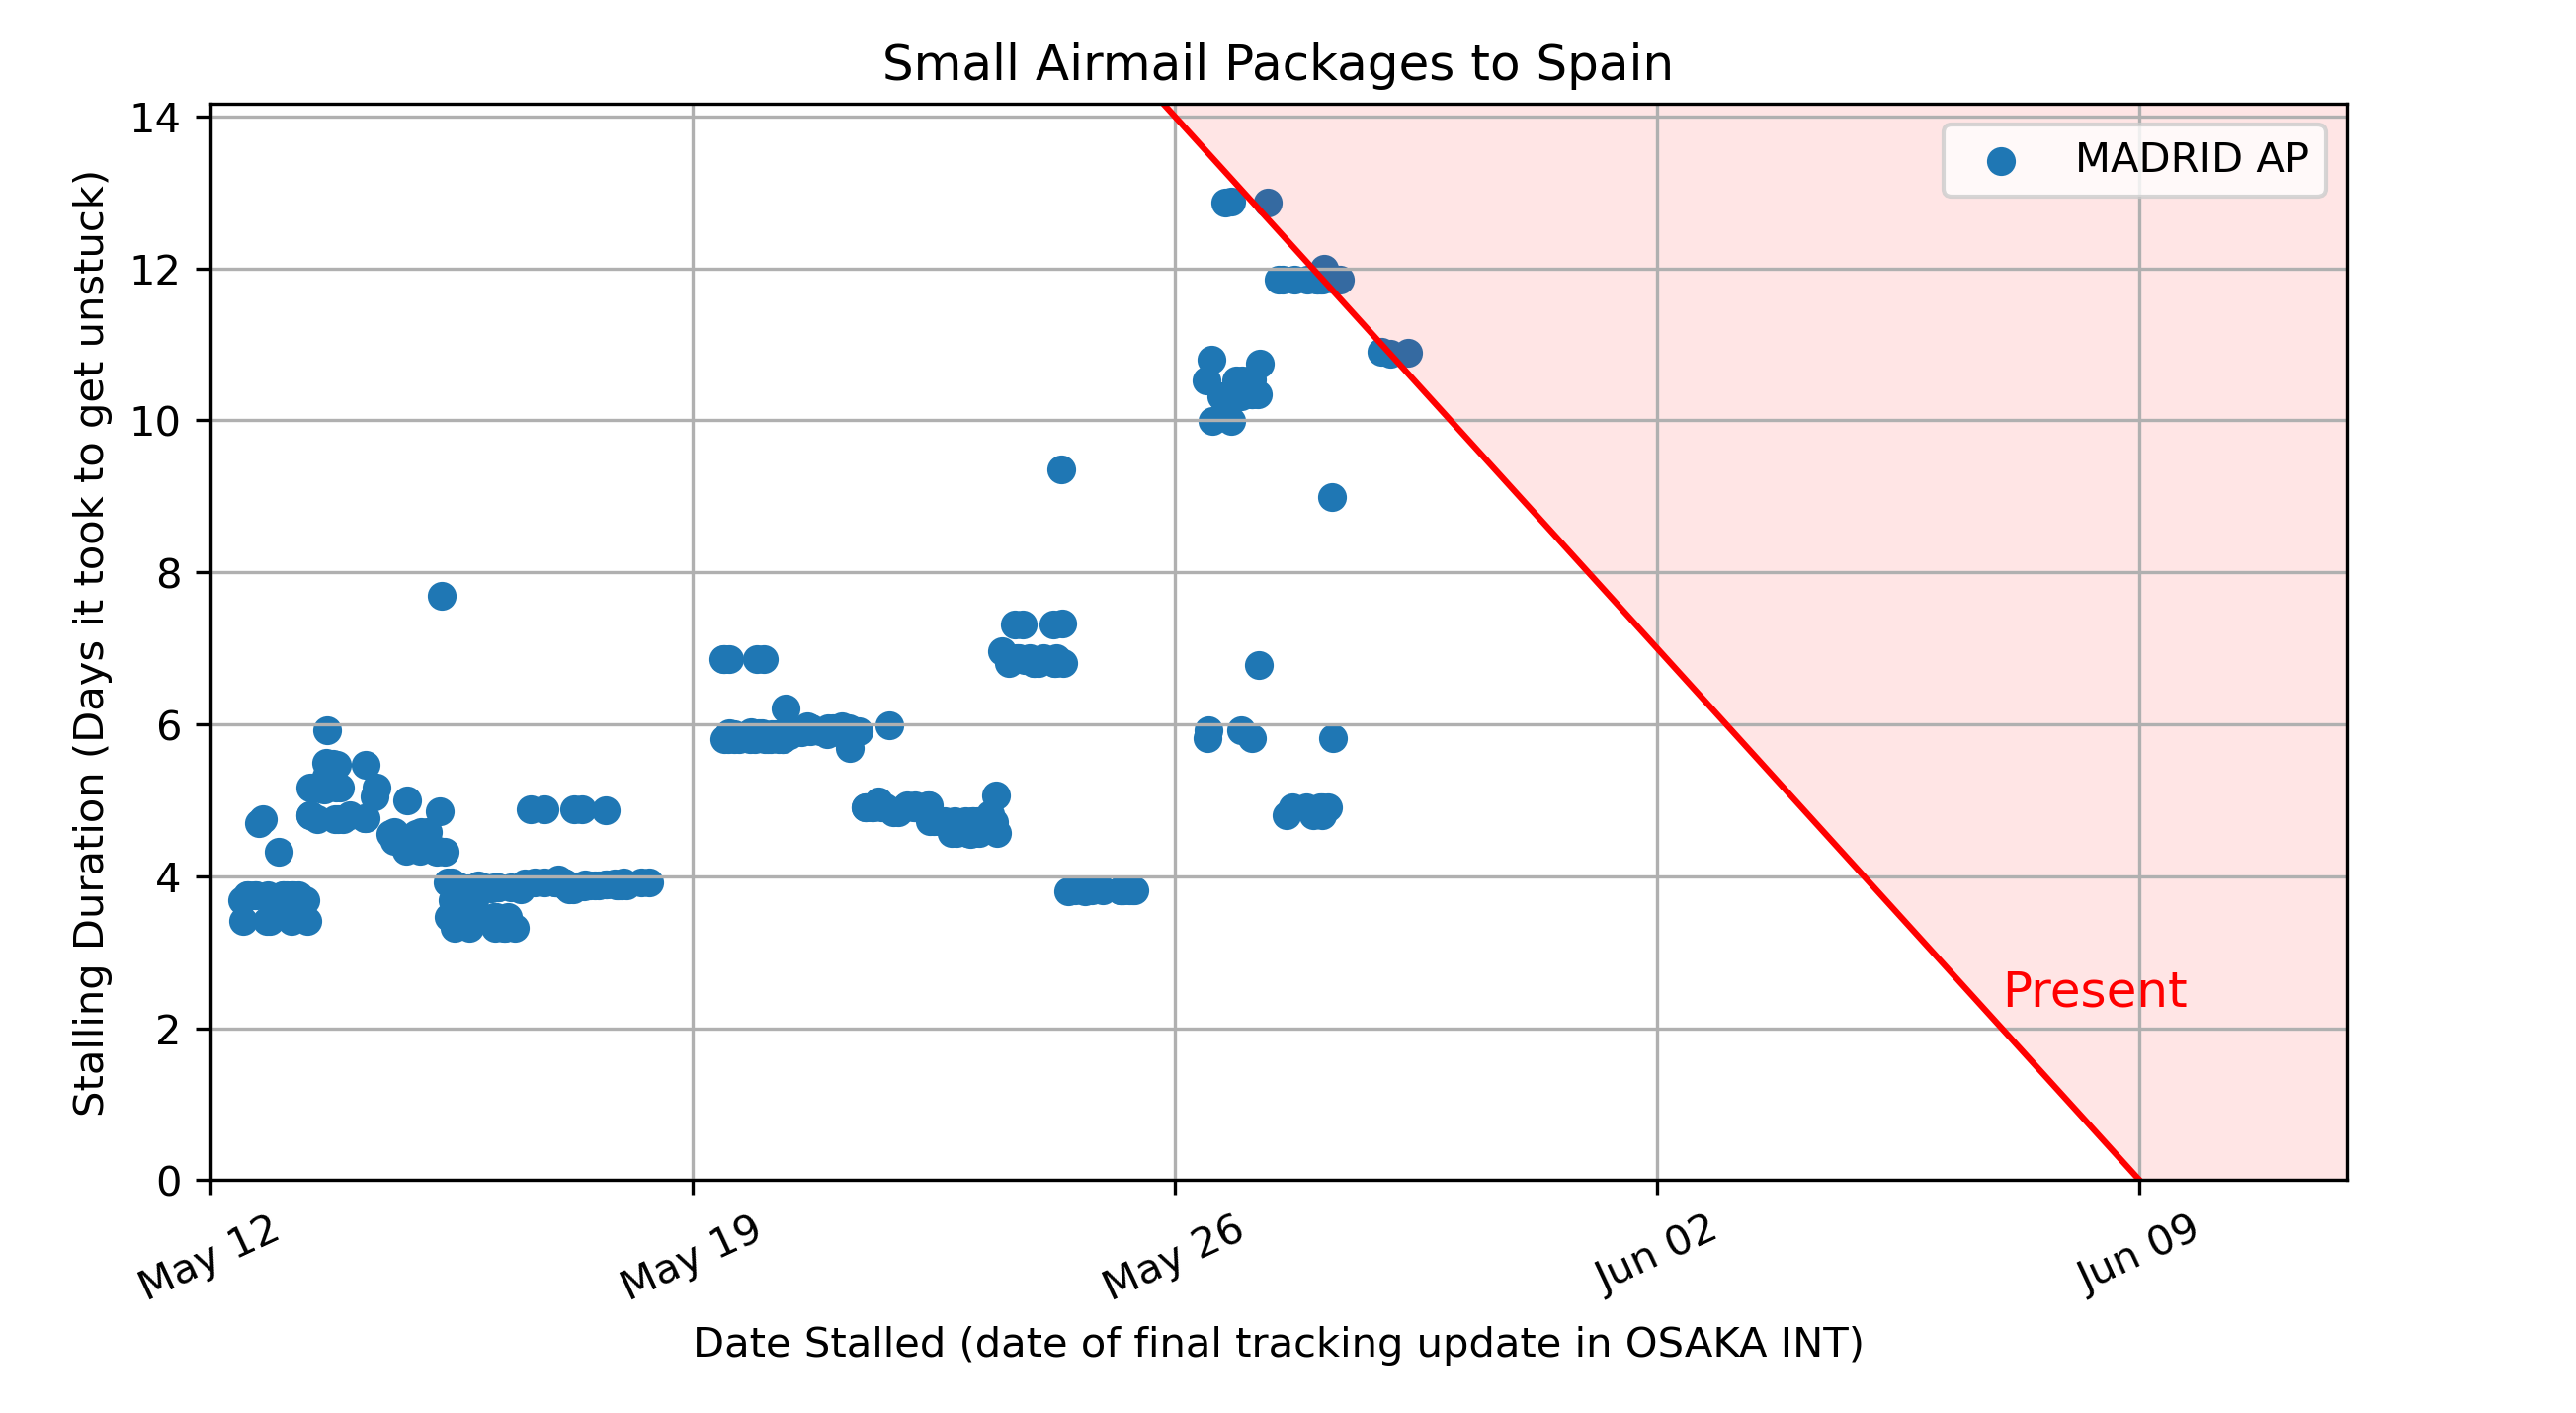 Small Airmail Packages to Spain
Stalling Duration (Days it took to get unstuck)
14
12
10
8
6
4
2
0
MADRID AP
Present
May 12
May 19
May 26
Jun 02
Jun 09
Date Stalled (date of final tracking update in OSAKA INT)